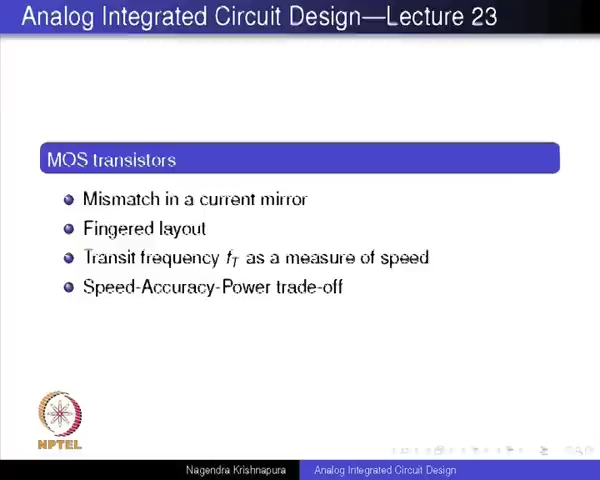 Analog Integrated Circuit Design—Lecture 23
MOS transistors
Mismatch in a current mirror
Fingered layout
Transit frequency fT as a measure of speed
Speed-Accuracy-Power trade-off
NPTEL
Nagendra Krishnapura
Analog Integrated Circuit Design